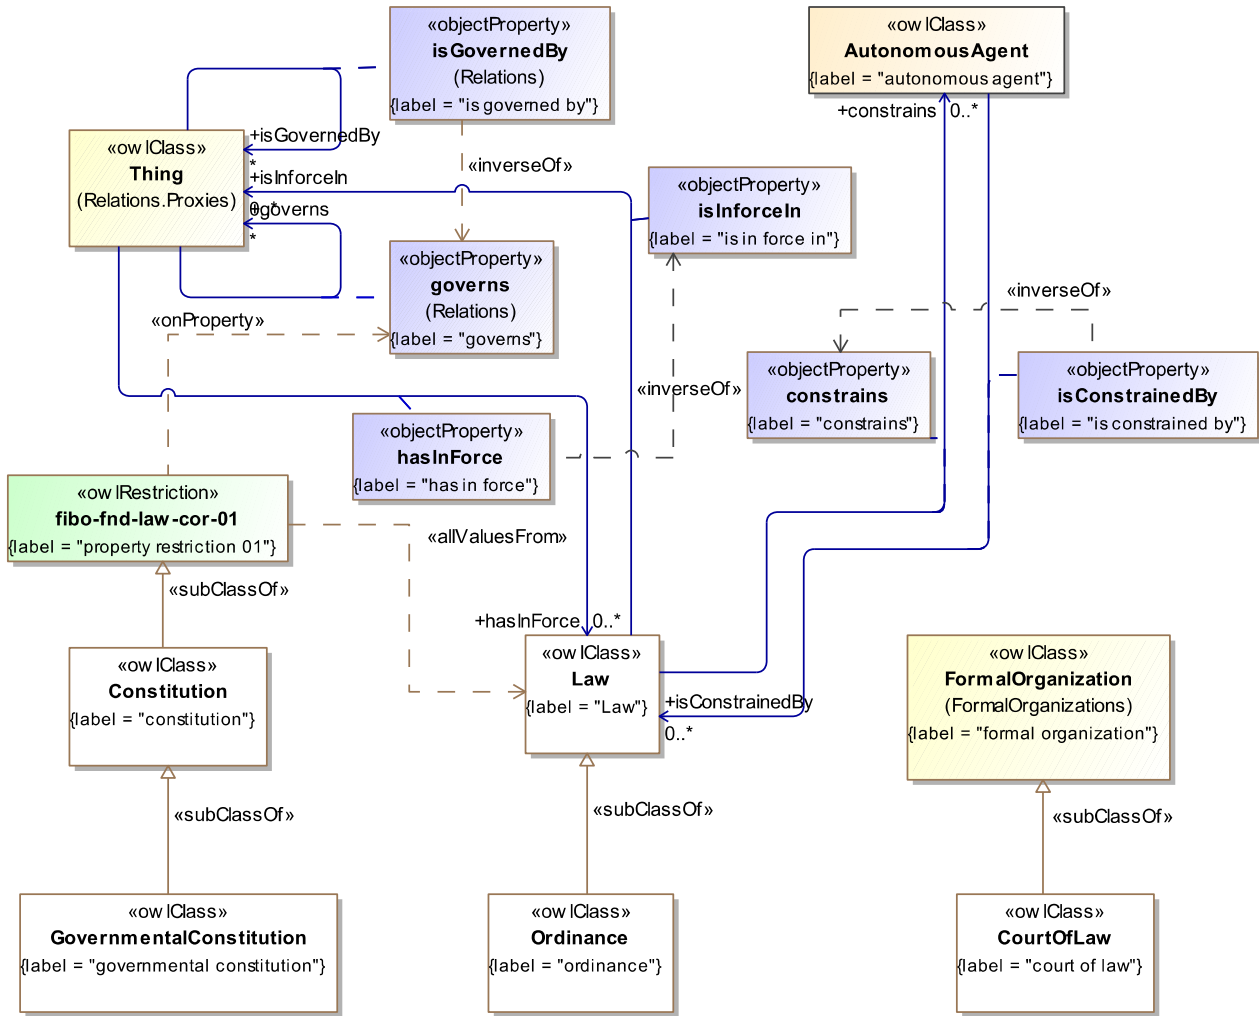 «objectProperty»
isGovernedBy
(Relations)
{label = "is governed by"}
«owlClass»
AutonomousAgent
{label = "autonomous agent"}
+constrains
0..*
«owlClass»
Thing
(Relations.Proxies)
+isGovernedBy
*
+isInforceIn
0..*
+governs
*
«inverseOf»
«objectProperty»
isInforceIn
{label = "is in force in"}
«objectProperty»
governs
(Relations)
{label = "governs"}
«onProperty»
«inverseOf»
«inverseOf»
«objectProperty»
constrains
{label = "constrains"}
«objectProperty»
isConstrainedBy
{label = "is constrained by"}
«objectProperty»
hasInForce
{label = "has in force"}
«owlRestriction»
fibo-fnd-law-cor-01
{label = "property restriction 01"}
«allValuesFrom»
«subClassOf»
+hasInForce
0..*
«owlClass»
Constitution
{label = "constitution"}
«owlClass»
Law
{label = "Law"}
+isConstrainedBy
0..*
«owlClass»
FormalOrganization
(FormalOrganizations)
{label = "formal organization"}
«subClassOf»
«subClassOf»
«subClassOf»
«owlClass»
GovernmentalConstitution
{label = "governmental constitution"}
«owlClass»
Ordinance
{label = "ordinance"}
«owlClass»
CourtOfLaw
{label = "court of law"}